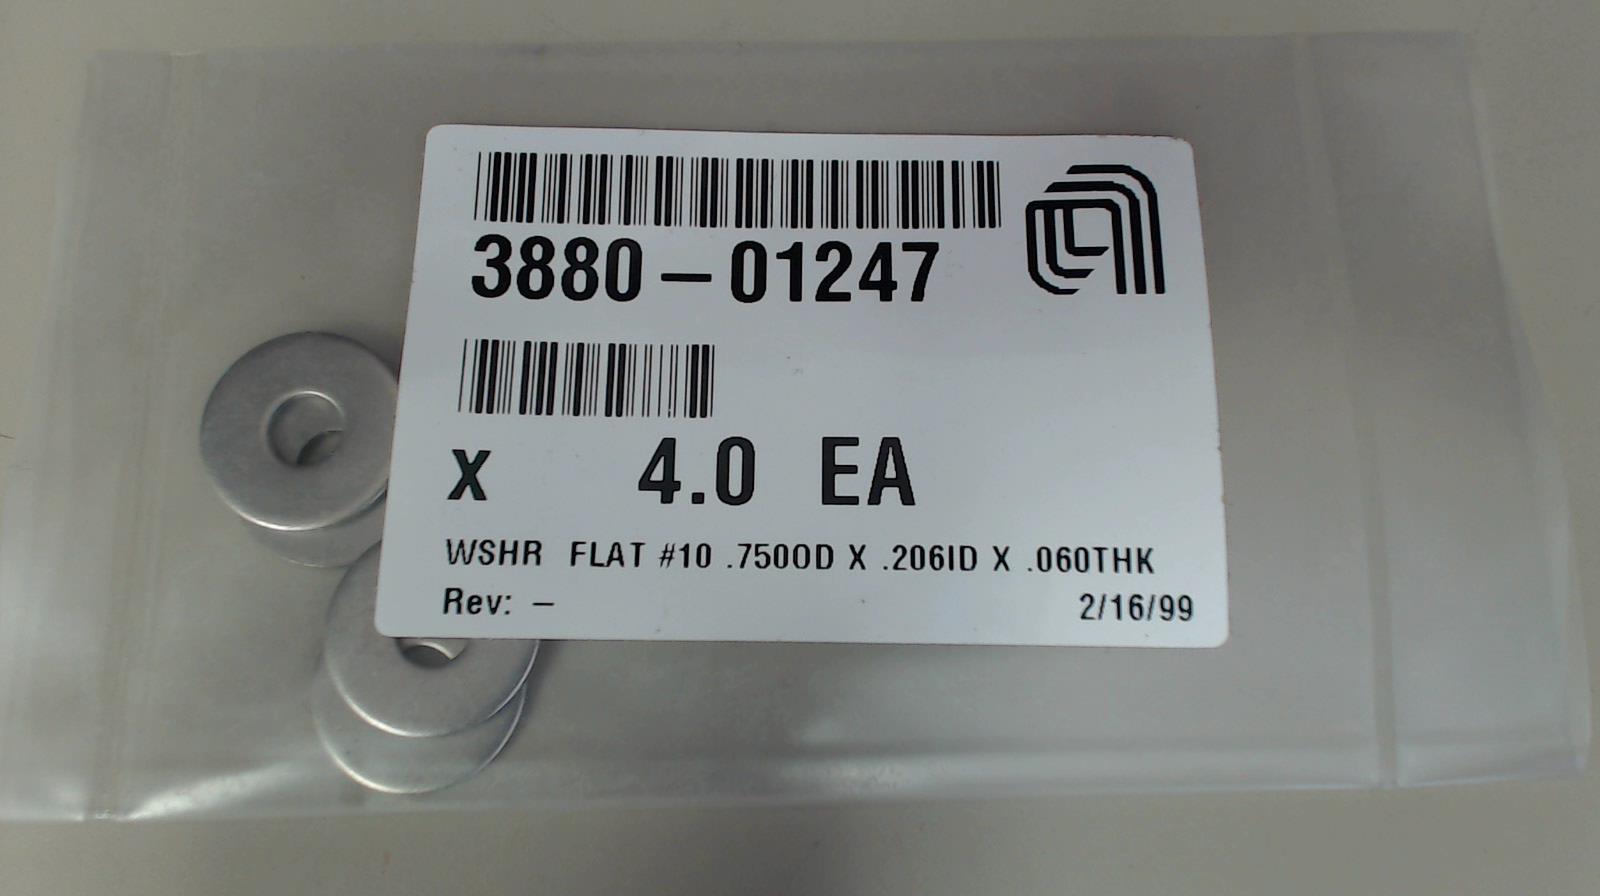 3880-01247
X 4.0 EA
WSHR FLAT #10 .750OD X .206ID X .060THK
Rev: - 2/16/99